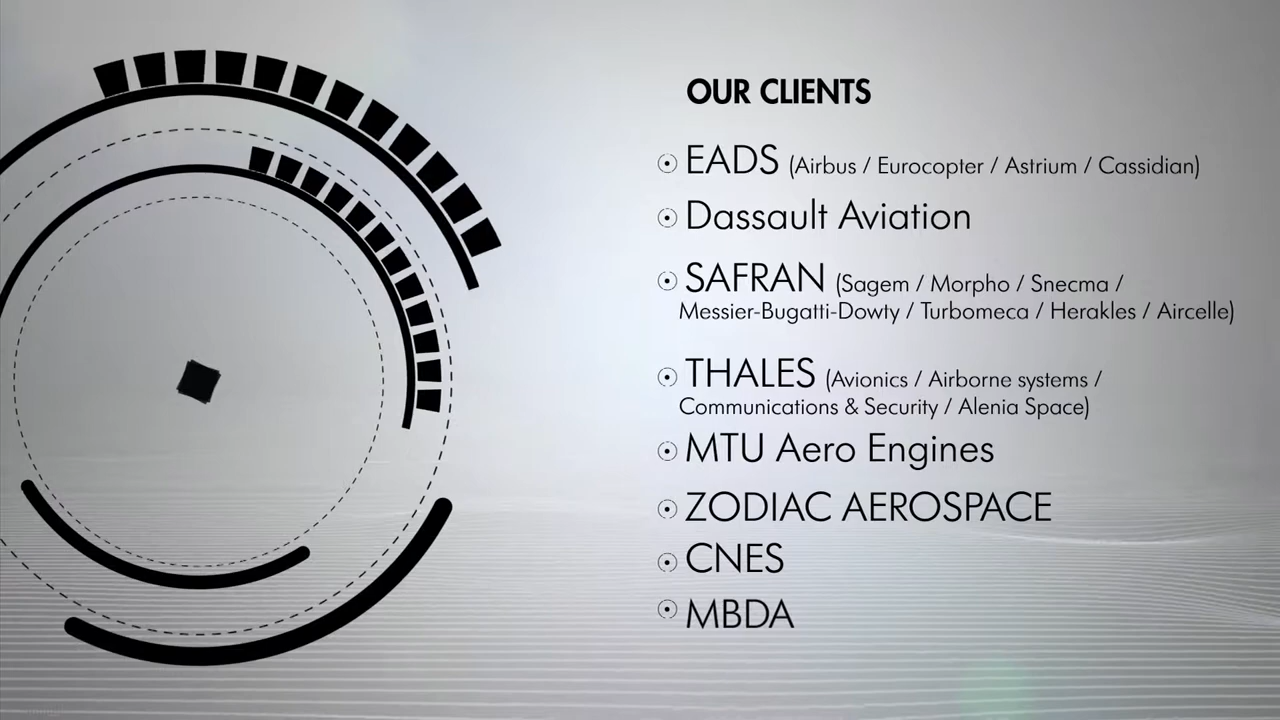 OUR CLIENTS
EADS (Airbus / Eurocopter / Astrium / Cassidian)
Dassault Aviation
SAFRAN (Sagem / Morpho / Snecma /
Messier-Bugatti-Dowty / Turbomeca / Herakles / Aircelle)
THALES (Avionics / Airborne systems /
Communications & Security / Alenia Space)
MTU Aero Engines
ZODIAC AEROSPACE
CNES
MBDA